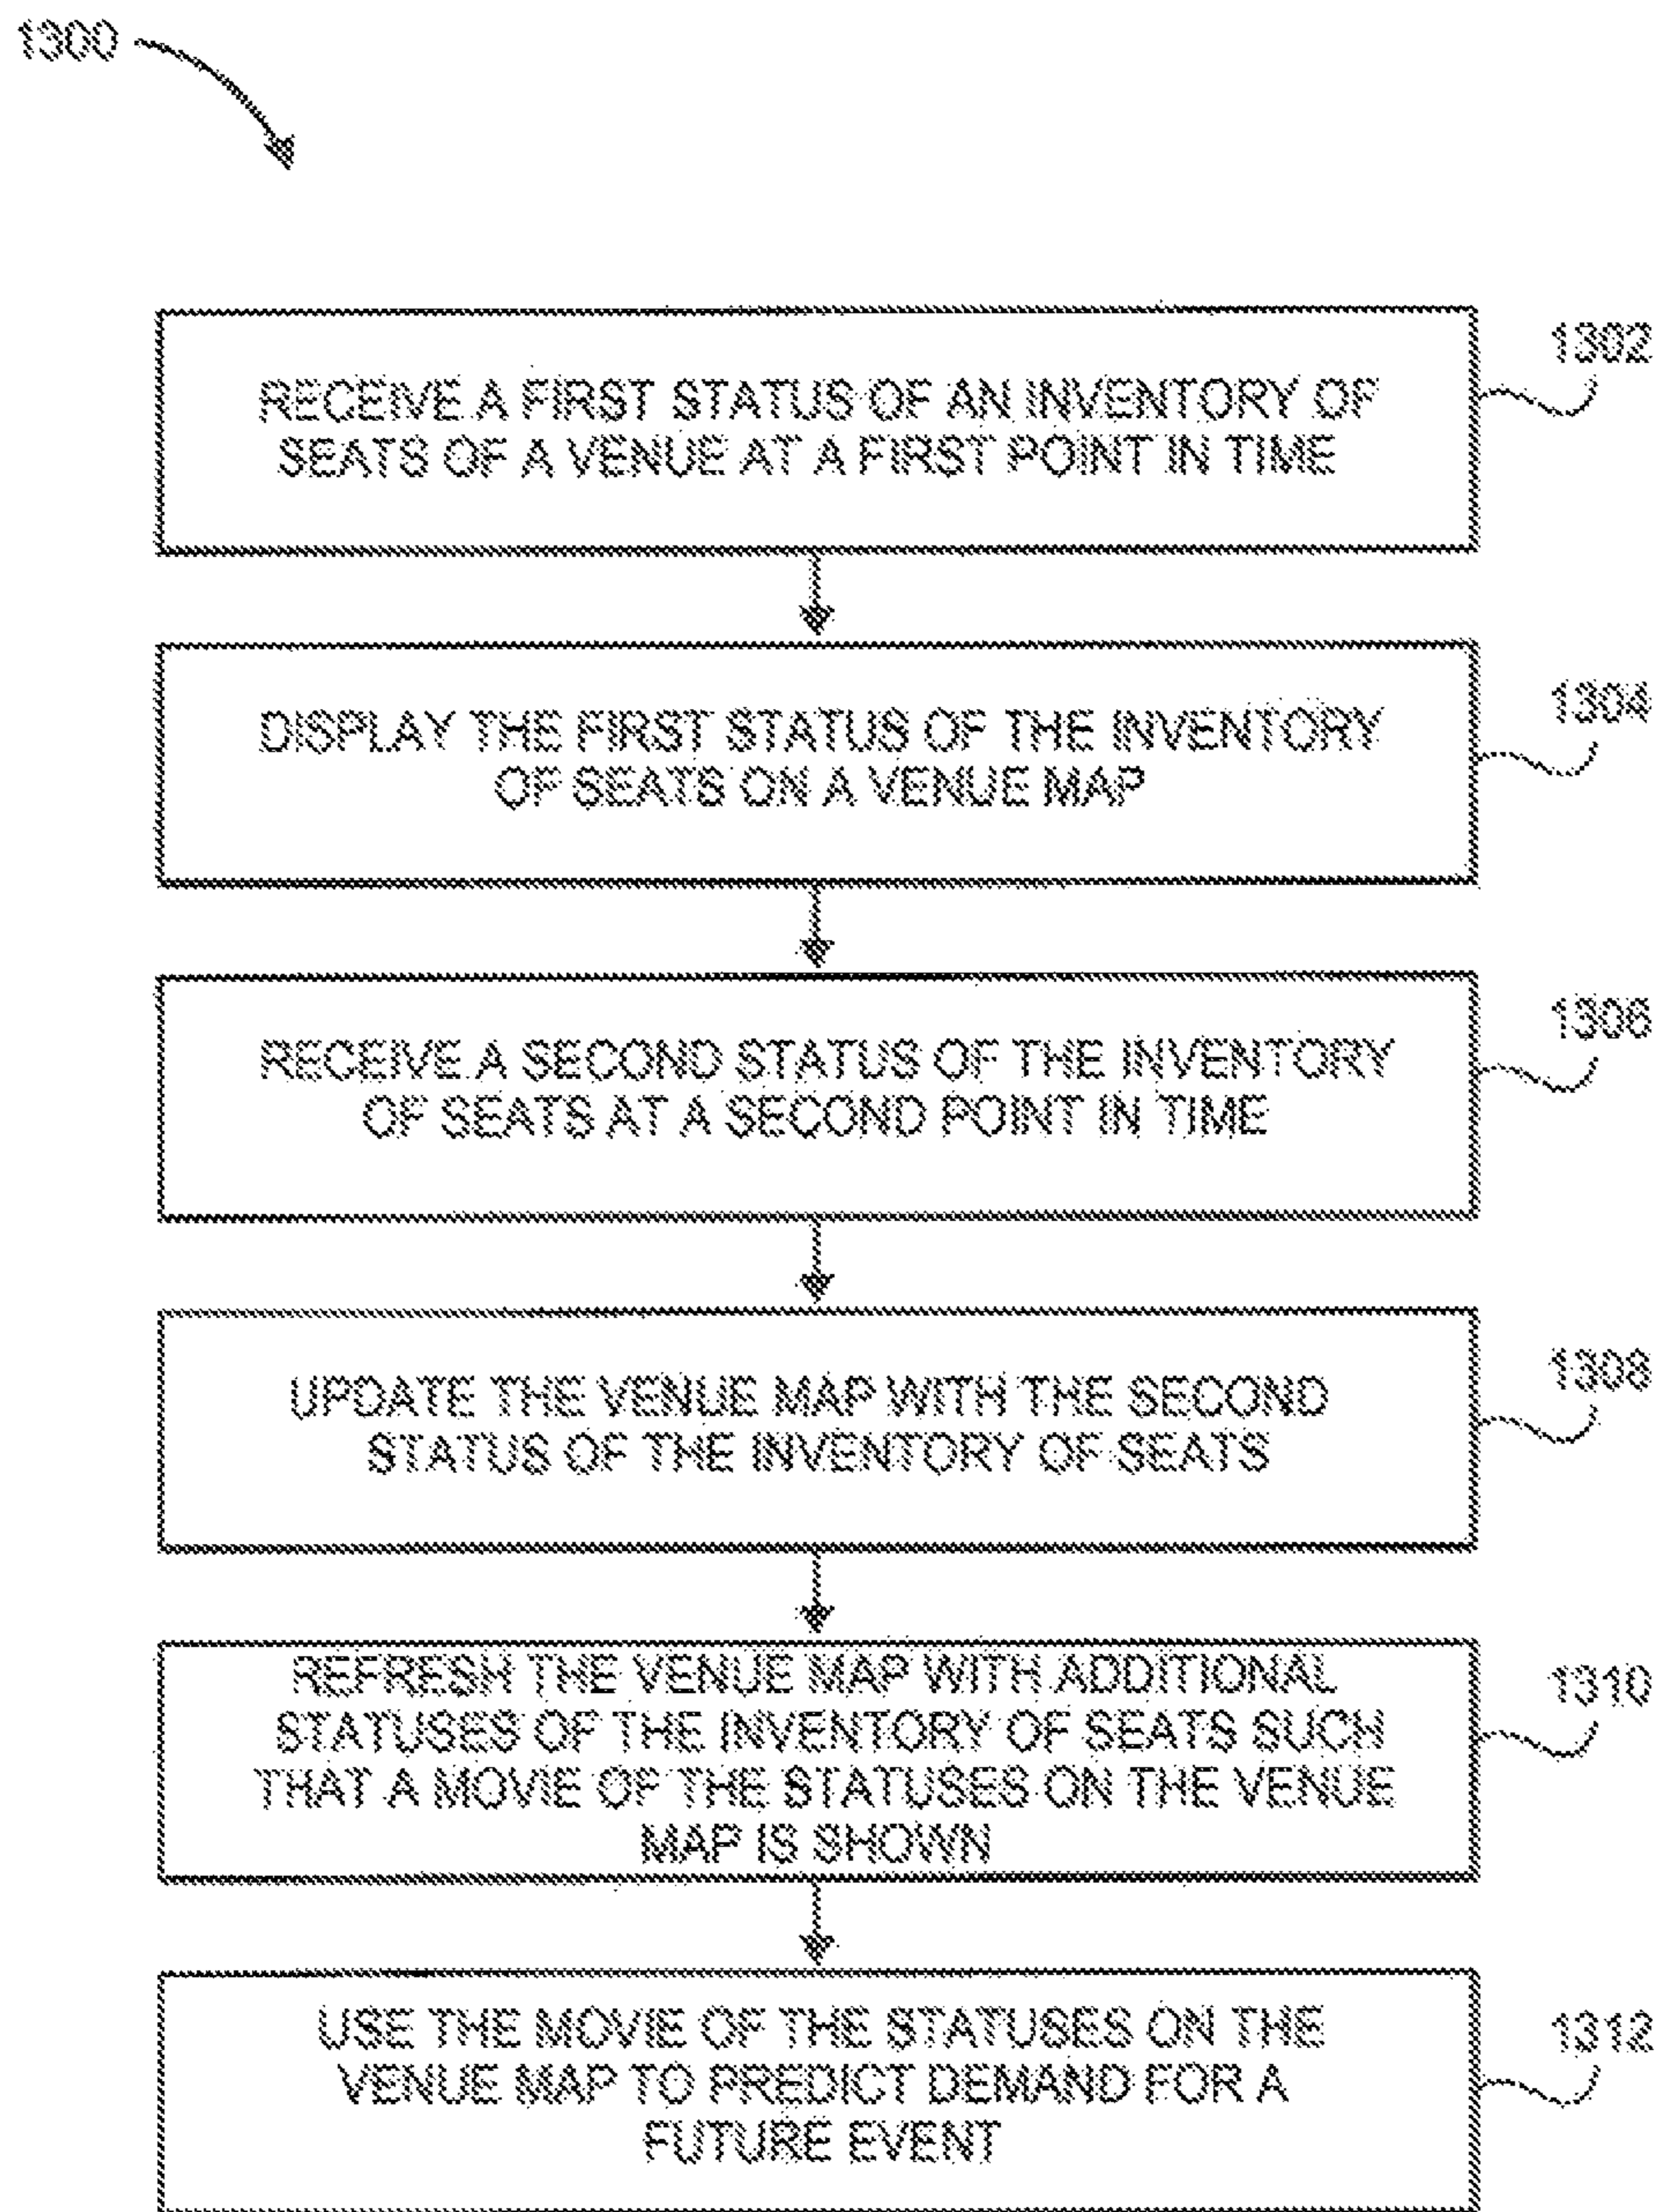 1300
1302
RECEIVE A FIRST STATUS OF AN INVENTORY OF
SEATS OF A VENUE AT A FIRST POINT IN TIME
1304
DISPLAY THE FIRST STATUS OF THE INVENTORY
OF SEATS ON A VENUE MAP
1306
RECEIVE A SECOND STATUS OF THE INVENTORY
OF SEATS AT A SECOND POINT IN TIME
1308
UPDATE THE VENUE MAP WITH THE SECOND
STATUS OF THE INVENTORY OF SEATS
1310
REFRESH THE VENUE MAP WITH ADDITIONAL
STATUSES OF THE INVENTORY OF SEATS SUCH
THAT A MOVIE OF THE STATUSES ON THE VENUE
MAP IS SHOWN
1312
USE THE MOVIE OF THE STATUSES ON THE
VENUE MAP TO PREDICT DEMAND FOR A
FUTURE EVENT